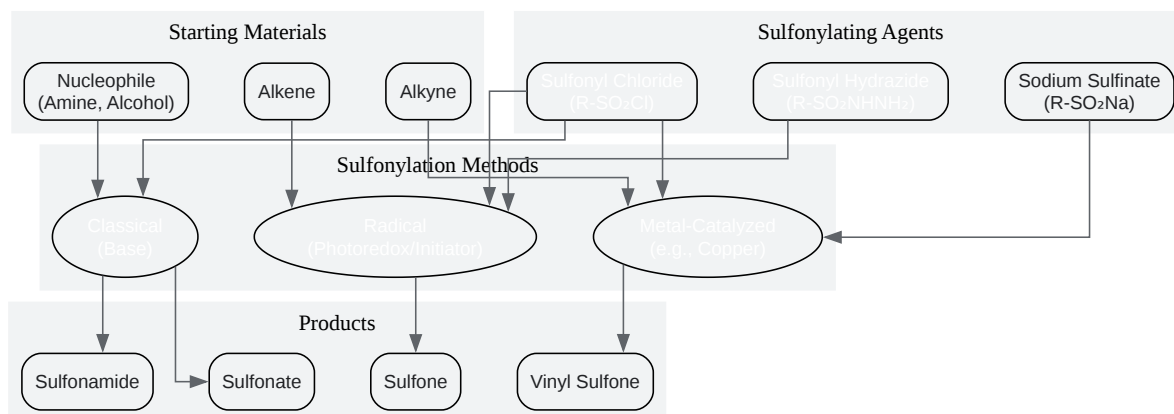 Starting Materials
Sulfonylating Agents
Nucleophile
(Amine, Alcohol)
Alkene
Alkyne
Sulfonyl Chloride
(R-SO₂Cl)
Sulfonyl Hydrazide
(R-SO₂NHNH₂)
Sodium Sulfinate
(R-SO₂Na)
Sulfonylation Methods
Classical
(Base)
Radical
(Photoredox/Initiator)
Metal-Catalyzed
(e.g., Copper)
Products
Sulfonamide
Sulfonate
Sulfone
Vinyl Sulfone